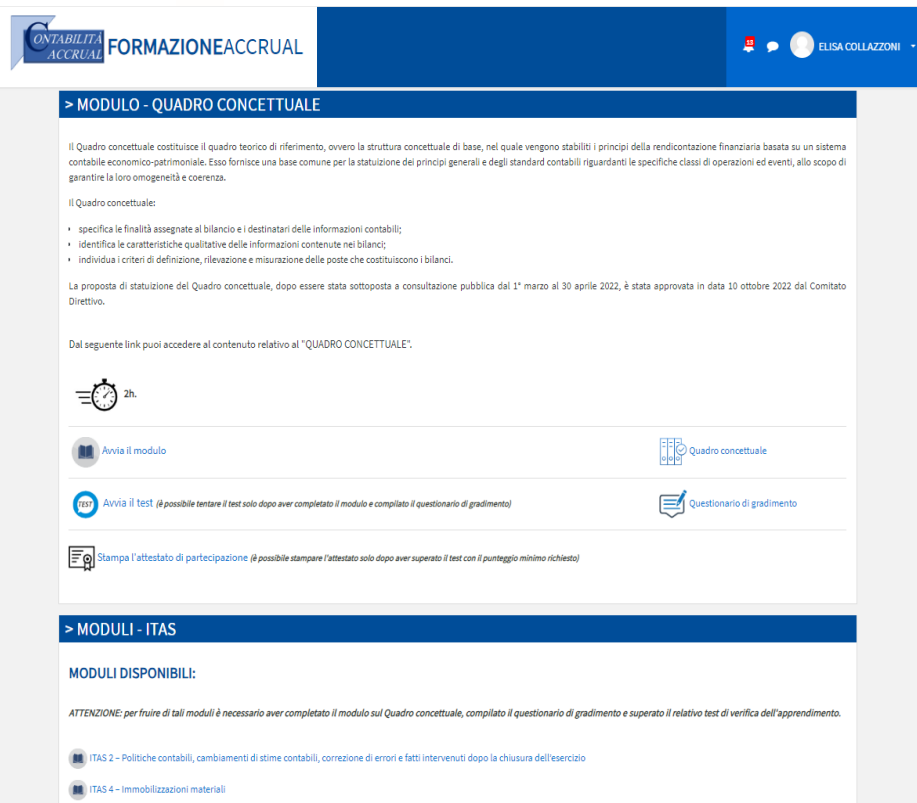 CONTABILITÀ
ACCRUAL
FORMAZIONEACCRUAL
13
ELISA COLLAZZONI
> MODULO - QUADRO CONCETTUALE
Il Quadro concettuale costituisce il quadro teorico di riferimento, ovvero la struttura concettuale di base, nel quale vengono stabiliti i principi della rendicontazione finanziaria basata su un sistema
contabile economico-patrimoniale. Esso fornisce una base comune per la statuizione dei principi generali e degli standard contabili riguardanti le specifiche classi di operazioni ed eventi, allo scopo di
garantire la loro omogeneità e coerenza.
Il Quadro concettuale:
specifica le finalità assegnate al bilancio e i destinatari delle informazioni contabili;
identifica le caratteristiche qualitative delle informazioni contenute nei bilanci;
individua i criteri di definizione, rilevazione e misurazione delle poste che costituiscono i bilanci.
La proposta di statuizione del Quadro concettuale, dopo essere stata sottoposta a consultazione pubblica dal 1° marzo al 30 aprile 2022, è stata approvata in data 10 ottobre 2022 dal Comitato
Direttivo.
Dal seguente link puoi accedere al contenuto relativo al "QUADRO CONCETTUALE".
2h.
Avvia il modulo
Quadro concettuale
TEST
Avvia il test (è possibile tentare il test solo dopo aver completato il modulo e compilato il questionario di gradimento)
Questionario di gradimento
Stampa l'attestato di partecipazione (è possibile stampare l'attestato solo dopo aver superato il test con il punteggio minimo richiesto)
> MODULI - ITAS
MODULI DISPONIBILI:
ATTENZIONE: per fruire di tali moduli è necessario aver completato il modulo sul Quadro concettuale, compilato il questionario di gradimento e superato il relativo test di verifica dell'apprendimento.
ITAS 2 – Politiche contabili, cambiamenti di stime contabili, correzione di errori e fatti intervenuti dopo la chiusura dell'esercizio
ITAS 4 – Immobilizzazioni materiali